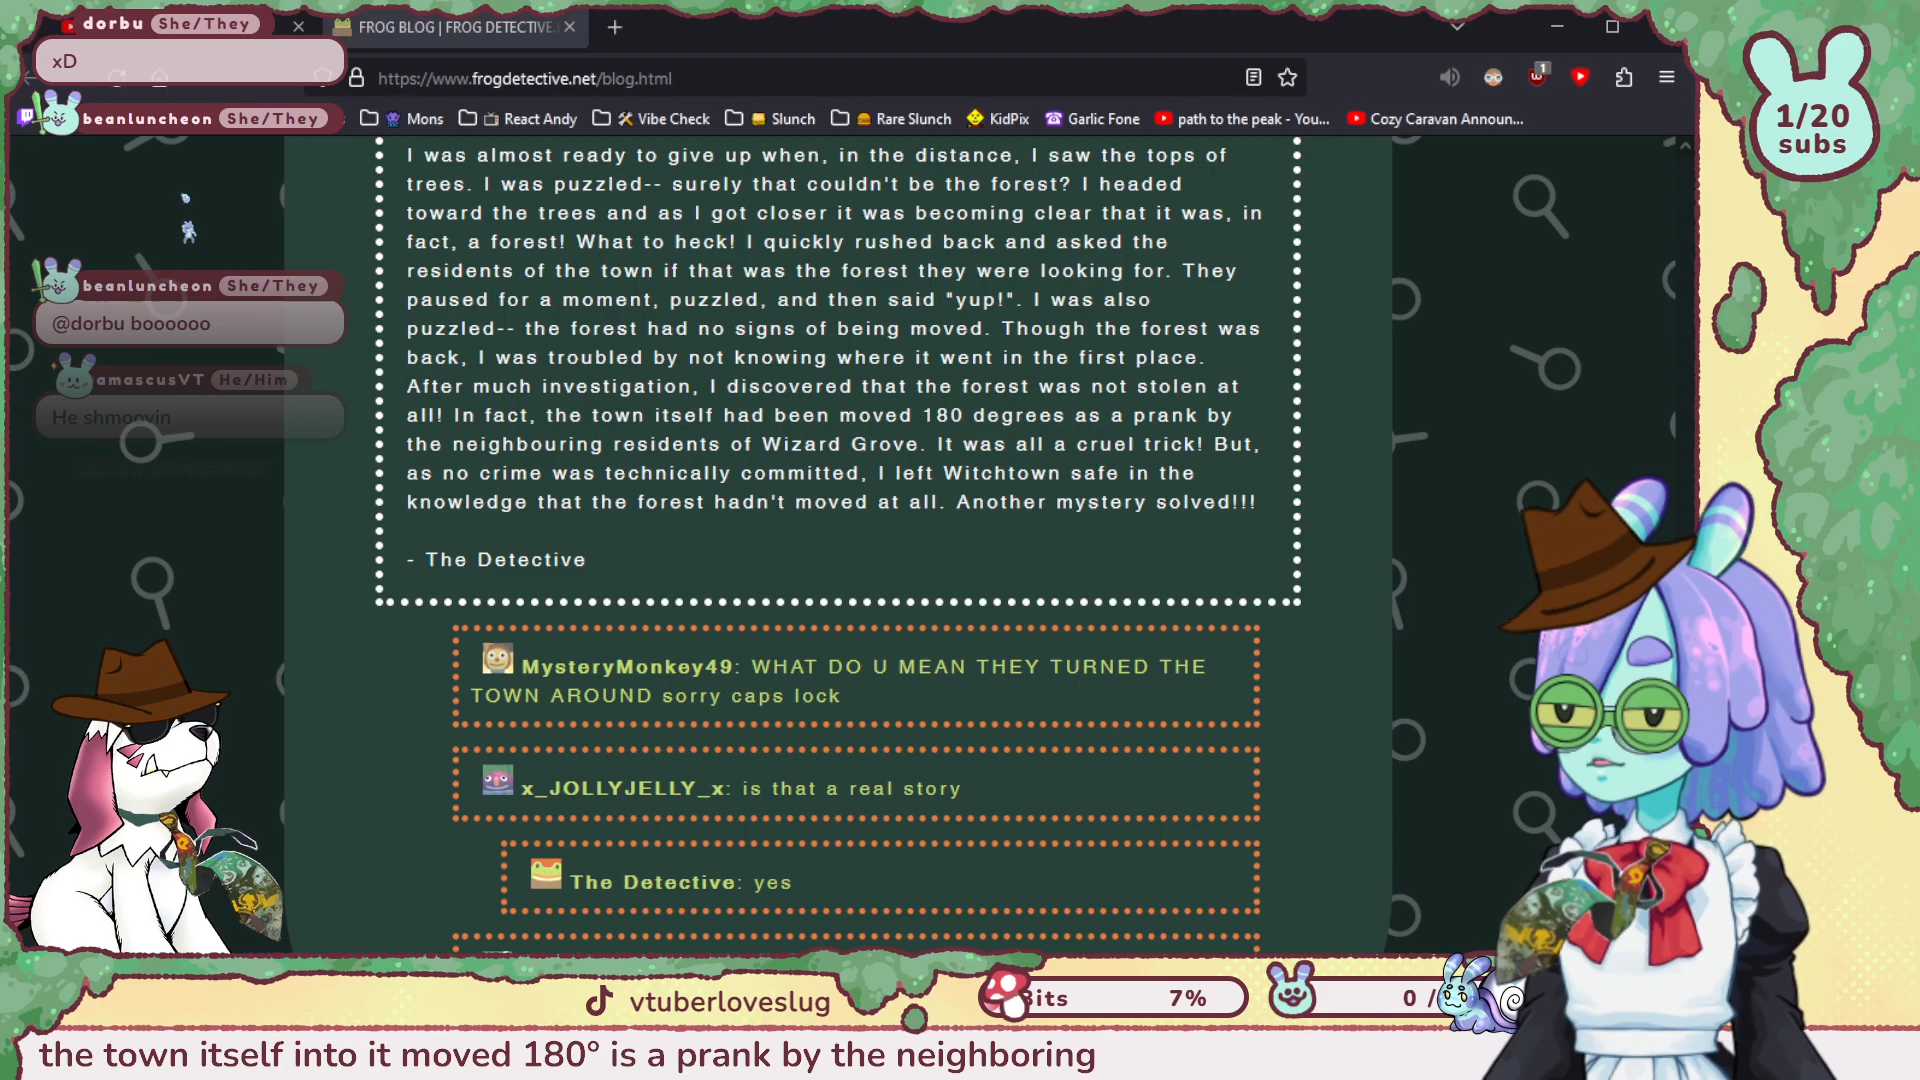 dorbu She/They
xD
beanluncheon She/They
beanluncheon She/They
@dorbu boooooo
amascusVT He/Him
He shmoovin
FROG BLOG | FROG DETECTIVE.
https://www.frogdetective.net/blog.html
1
Mons
React Andy
Vibe Check
Slunch
Rare Slunch
KidPix
Garlic Fone
path to the peak - You...
Cozy Caravan Announ...
1/20
subs
I was almost ready to give up when, in the distance, I saw the tops of
trees. I was puzzled-- surely that couldn't be the forest? I headed
toward the trees and as I got closer it was becoming clear that it was, in
fact, a forest! What to heck! I quickly rushed back and asked the
residents of the town if that was the forest they were looking for. They
paused for a moment, puzzled, and then said "yup!". I was also
puzzled-- the forest had no signs of being moved. Though the forest was
back, I was troubled by not knowing where it went in the first place.
After much investigation, I discovered that the forest was not stolen at
all! In fact, the town itself had been moved 180 degrees as a prank by
the neighbouring residents of Wizard Grove. It was all a cruel trick! But,
as no crime was technically committed, I left Witchtown safe in the
knowledge that the forest hadn't moved at all. Another mystery solved!!!
- The Detective
MysteryMonkey49: WHAT DO U MEAN THEY TURNED THE
TOWN AROUND sorry caps lock
x_JOLLYJELLY_x: is that a real story
The Detective: yes
vtuberloveslug
Bits 7%
0 /
the town itself into it moved 180° is a prank by the neighboring